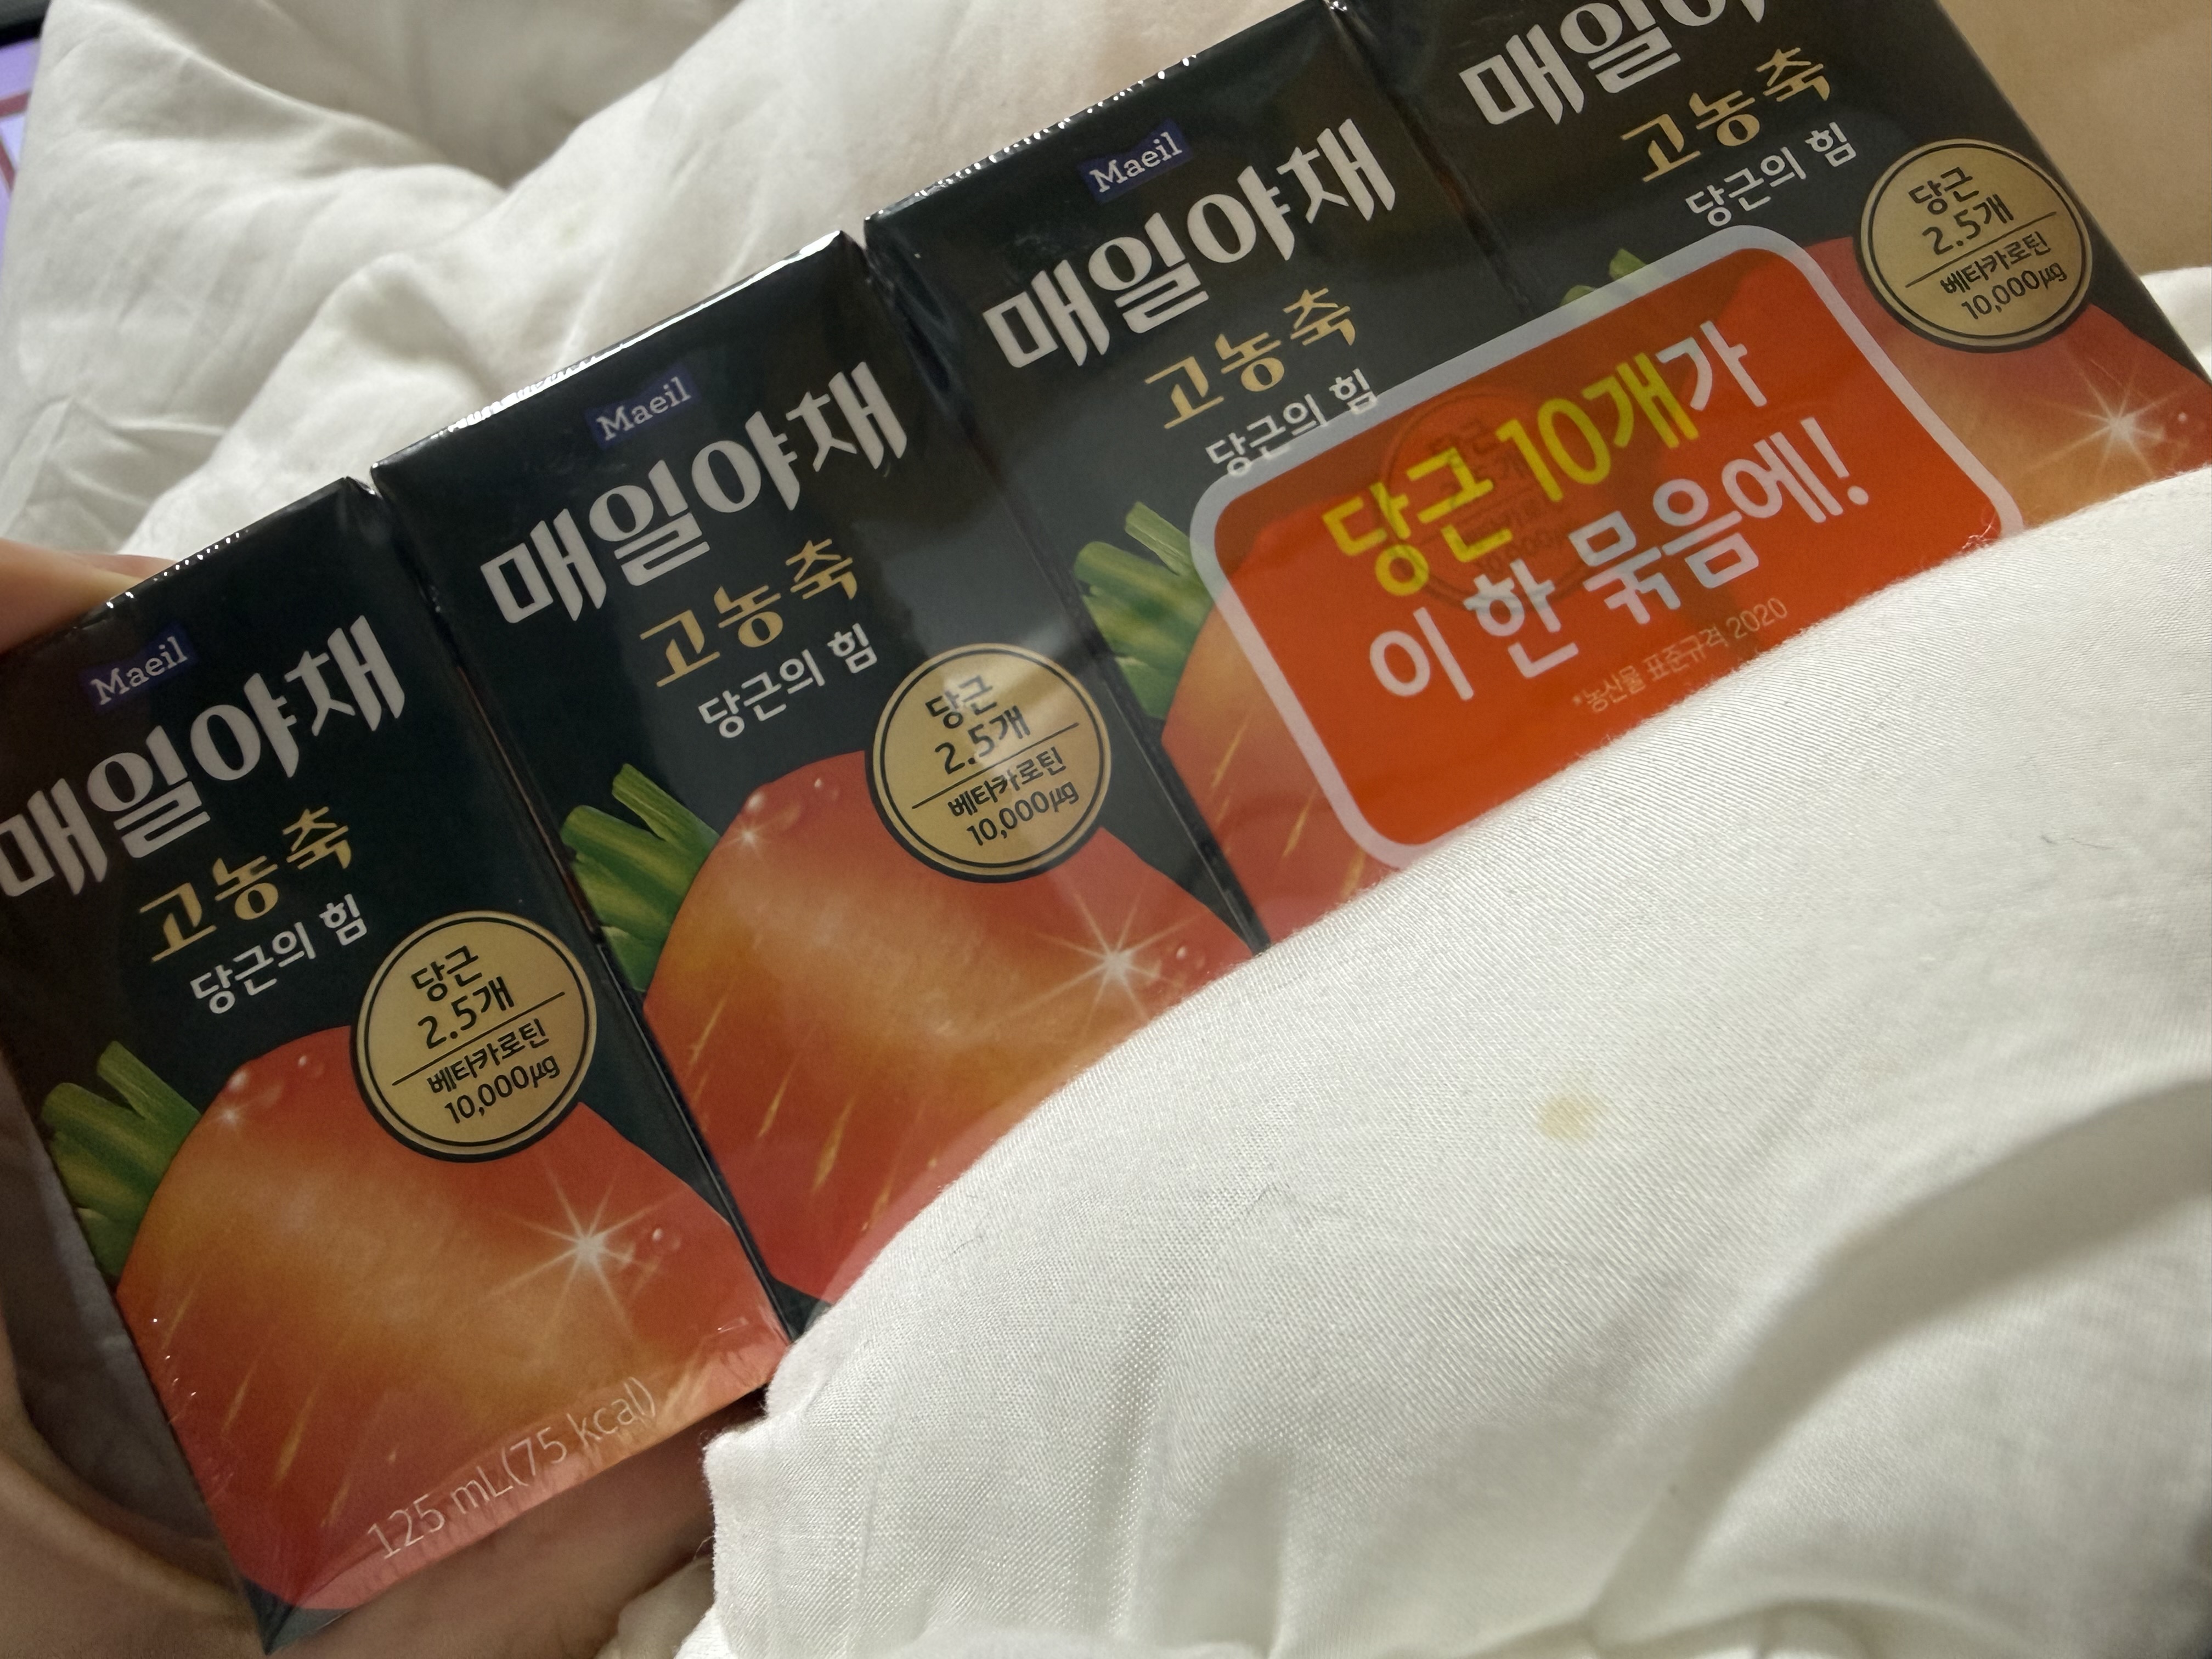 Maeil
매일야채
고농축
당근의 힘
당근
2.5개
베타카로틴
10,000㎍
125 mL(75 kcal)
Maeil
매일야채
고농축
당근의 힘
당근
2.5개
베타카로틴
10,000㎍
Maeil
매일야채
고농축
당근의 힘
당근 10개가
이 한 묶음에!
*농산물 표준규격 2020
매일야
고농축
당근의 힘
당근
2.5개
베타카로틴
10,000㎍